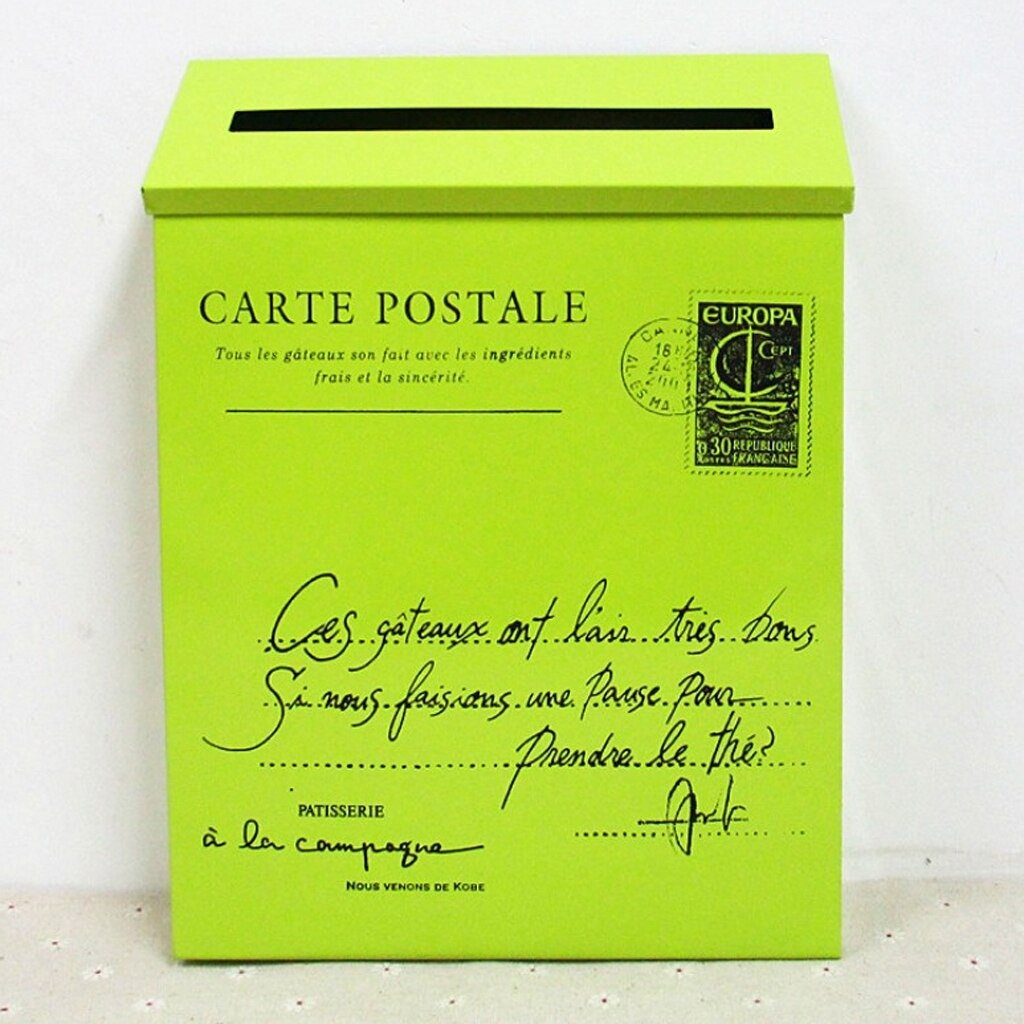 CARTE POSTALE
Tous les gâteaux son fait avec les ingrédients
frais et la sincérité.
EUROPA
CEPT
0.30 REPUBLIQUE
POSTES FRANÇAISE
Ces gâteaux ont l'air très bons
Si nous faisions une Pause Pour
Prendre le thé?
PATISSERIE
à la campagne
NOUS VENONS DE KOBE